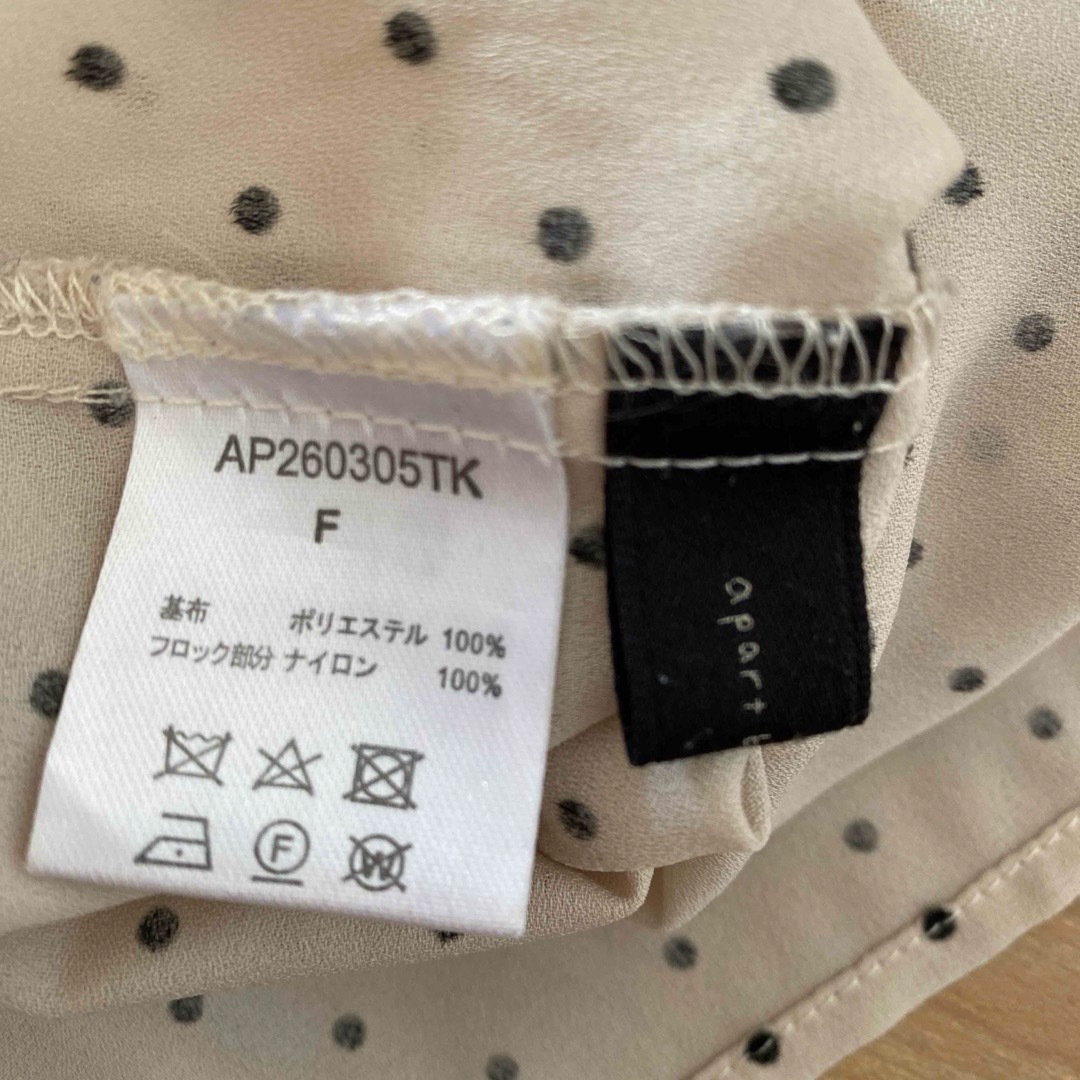 AP260305TK
F
基布 ポリエステル 100%
フロック部分 ナイロン 100%
F
W
apart